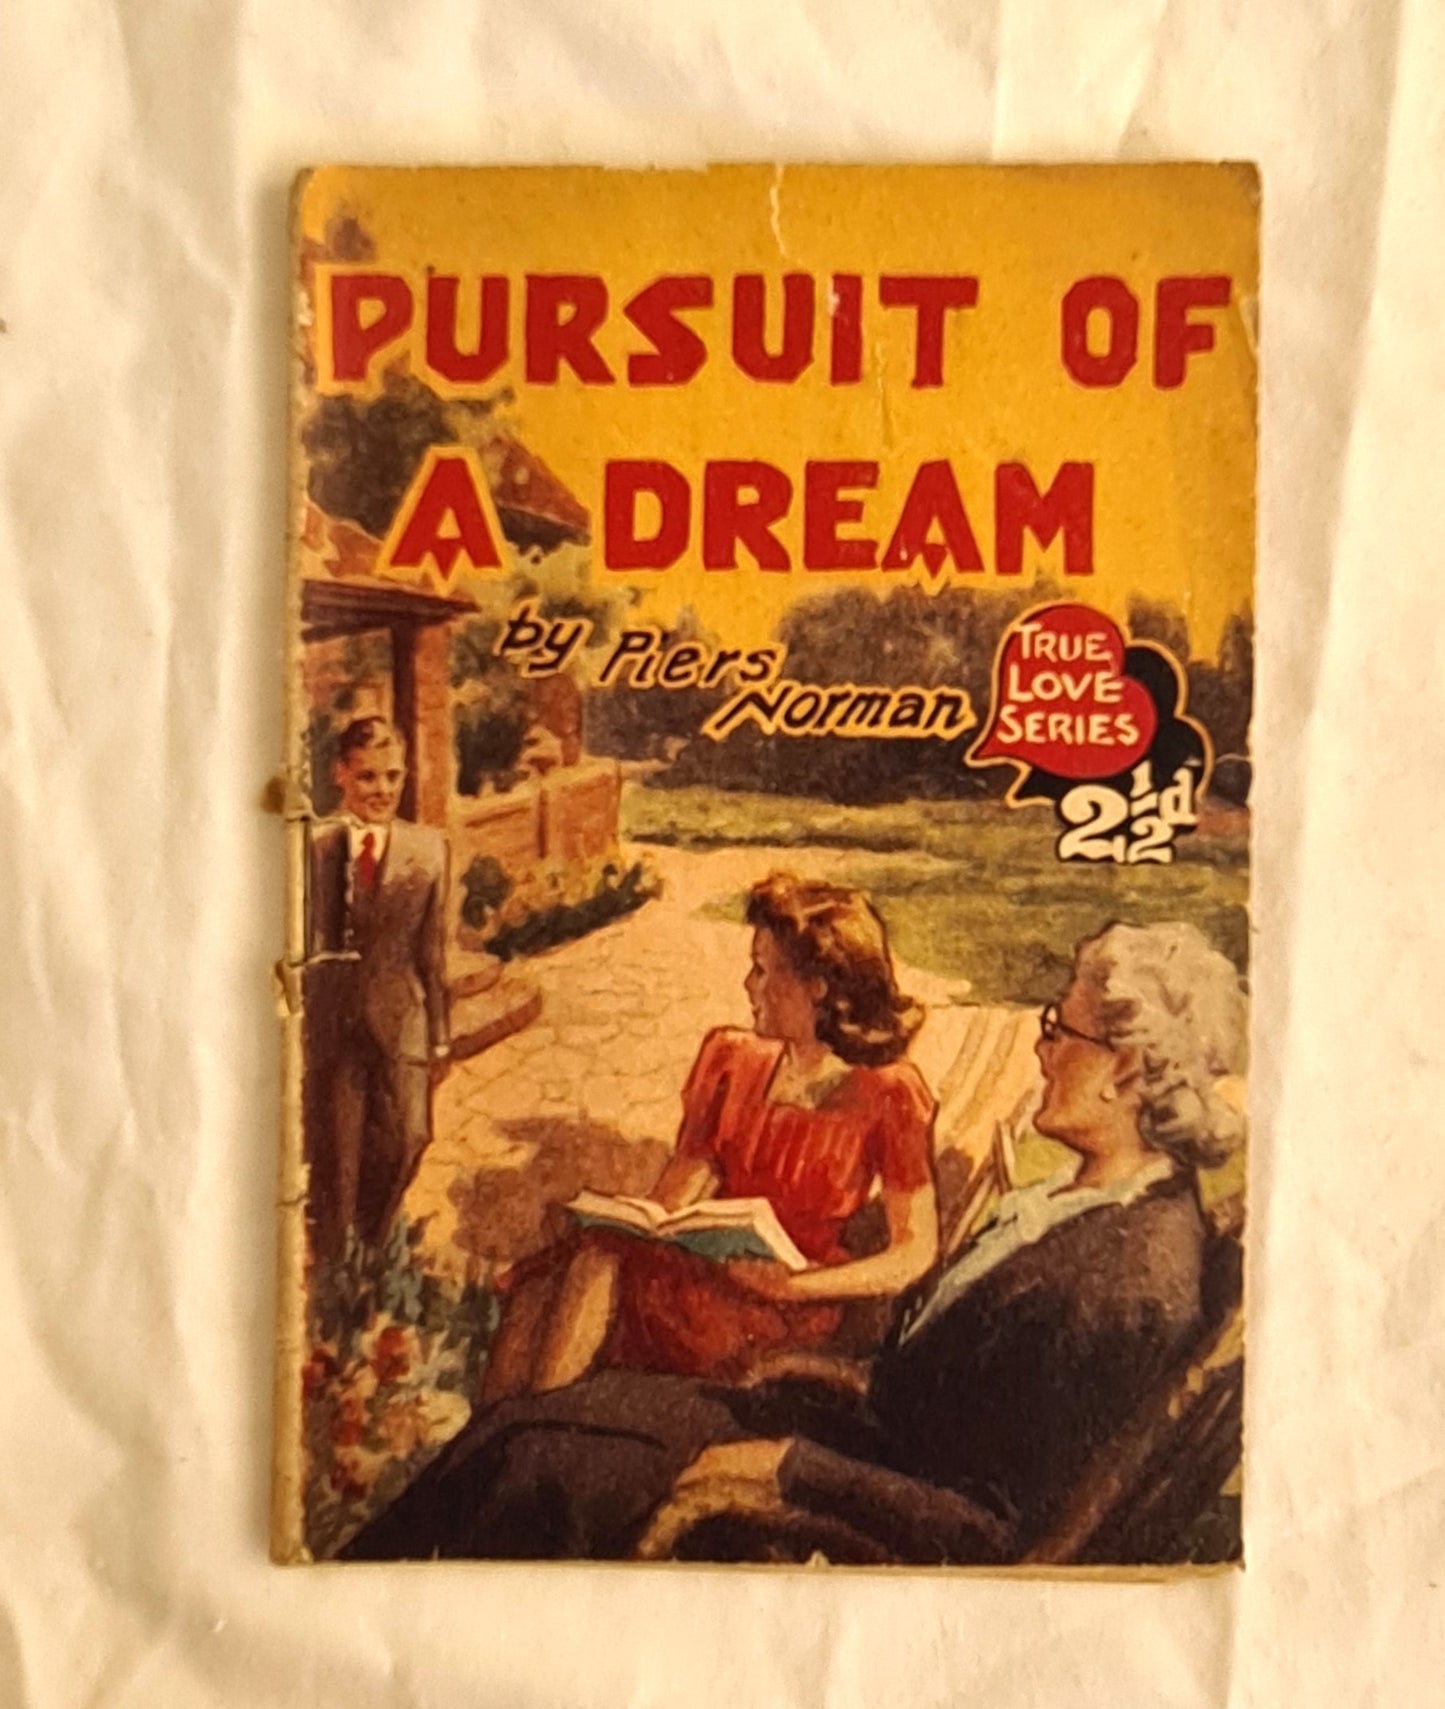 PURSUIT OF
A DREAM
by Piers
Norman
TRUE
LOVE
SERIES
2½d